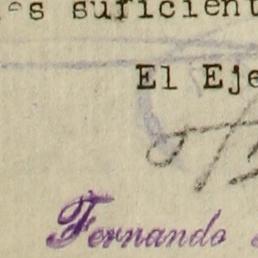 es suficient
El Eje
Fernando